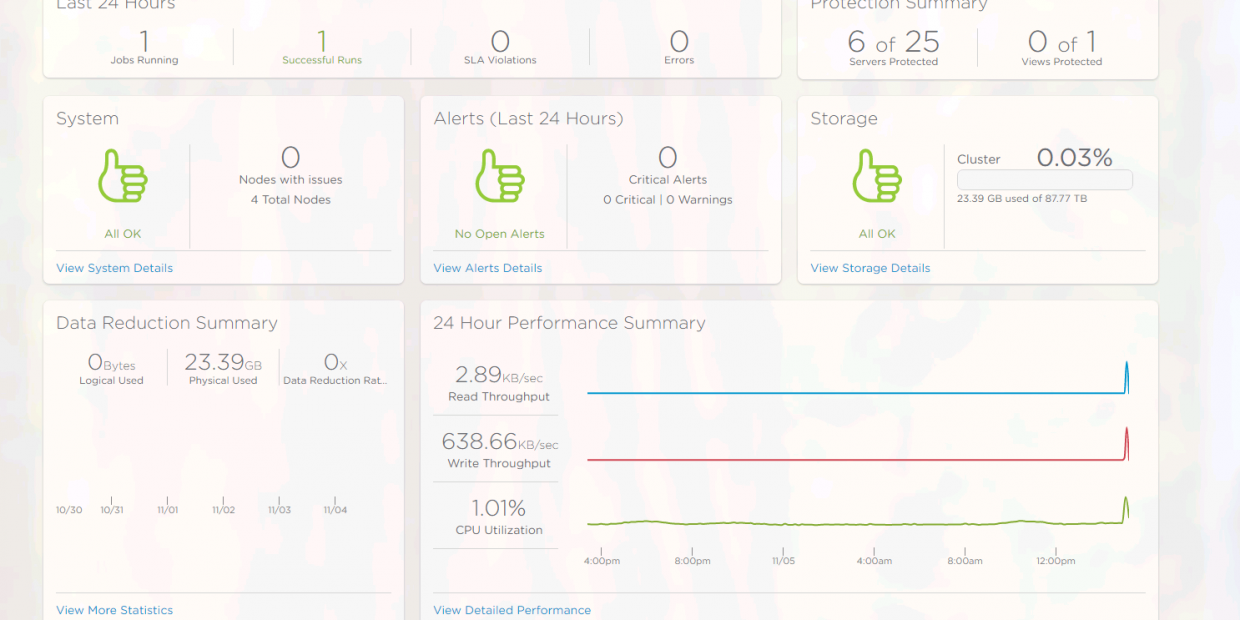 Last 24 Hours
Protection Summary
1
Jobs Running
1
Successful Runs
0
SLA Violations
0
Errors
6 of 25
Servers Protected
0 of 1
Views Protected
System
All OK
0
Nodes with issues
4 Total Nodes
View System Details
Alerts (Last 24 Hours)
No Open Alerts
0
Critical Alerts
0 Critical | 0 Warnings
View Alerts Details
Storage
All OK
Cluster 0.03%
23.39 GB used of 87.77 TB
View Storage Details
Data Reduction Summary
0Bytes
Logical Used
23.39GB
Physical Used
0x
Data Reduction Rat...
10/30 10/31 11/01 11/02 11/03 11/04
View More Statistics
24 Hour Performance Summary
2.89KB/sec
Read Throughput
638.66KB/sec
Write Throughput
1.01%
CPU Utilization
4:00pm 8:00pm 11/05 4:00am 8:00am 12:00pm
View Detailed Performance